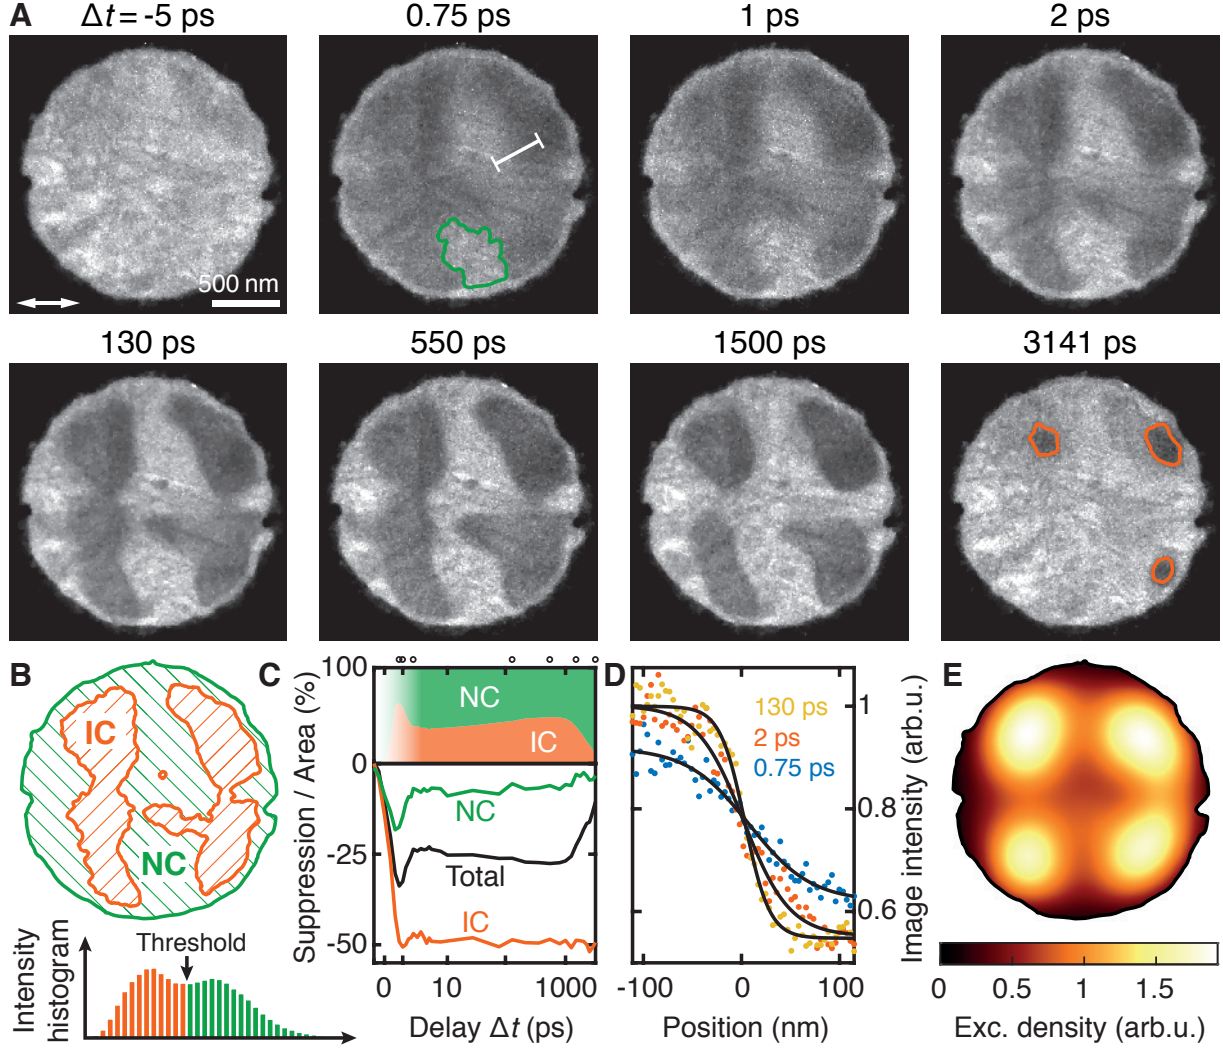 A Δt = -5 ps 0.75 ps 1 ps 2 ps
500 nm
130 ps 550 ps 1500 ps 3141 ps
B
IC
NC
Intensity histogram
Threshold
C
Suppression / Area (%)
100
0
-25
-50
NC
IC
NC
Total
IC
0 10 1000
Delay Δt (ps)
D
130 ps
2 ps
0.75 ps
1
0.8
0.6
Image intensity (arb.u.)
-100 0 100
Position (nm)
E
0 0.5 1 1.5
Exc. density (arb.u.)